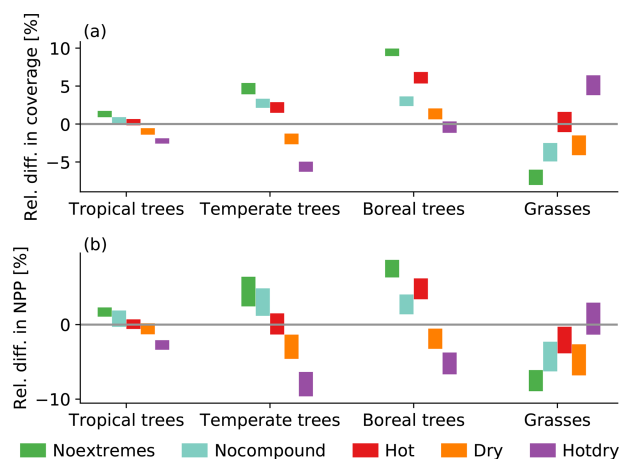 (a)
Rel. diff. in coverage [%]
10
5
0
−5
Tropical trees Temperate trees Boreal trees Grasses
(b)
Rel. diff. in NPP [%]
0
−10
Tropical trees Temperate trees Boreal trees Grasses
Noextremes Nocompound Hot Dry Hotdry